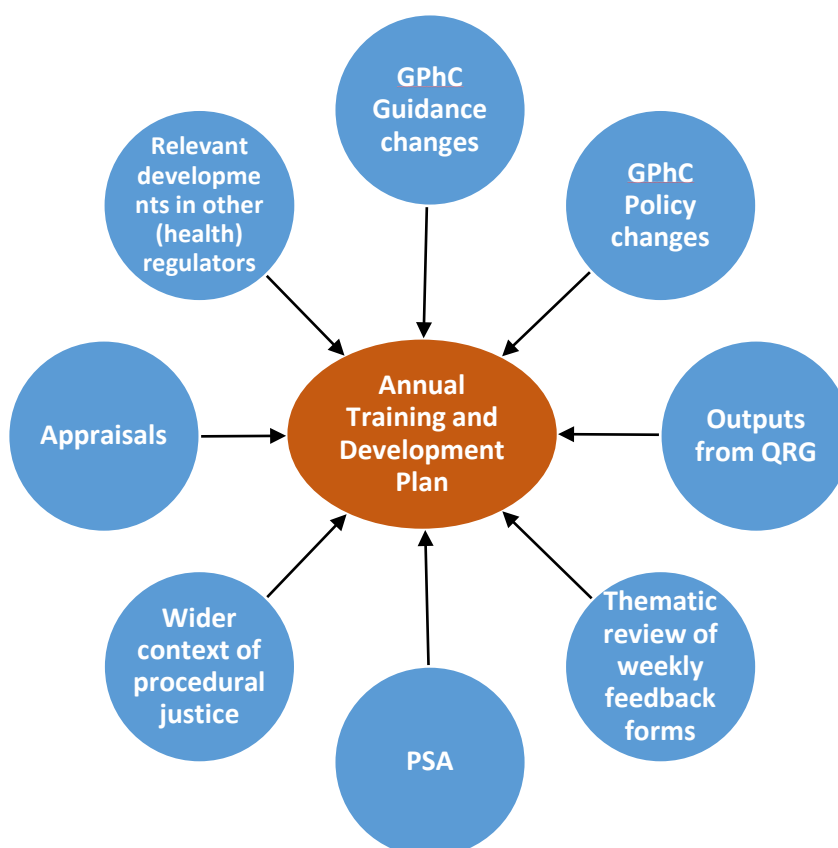 GPhC
Guidance
changes
Relevant
developme
nts in other
(health)
regulators
GPhC
Policy
changes
Annual
Training and
Development
Plan
Appraisals
Outputs
from QRG
Wider
context of
procedural
justice
Thematic
review of
weekly
feedback
forms
PSA